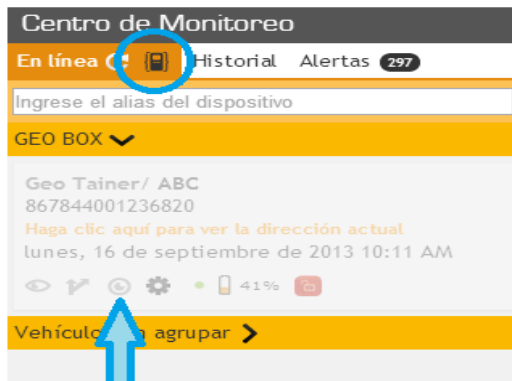 Centro de Monitoreo
En línea Historial Alertas 297
Ingrese el alias del dispositivo
GEO BOX
Geo Tainer/ ABC
867844001236820
Haga clic aquí para ver la dirección actual
lunes, 16 de septiembre de 2013 10:11 AM
41%
agrupar